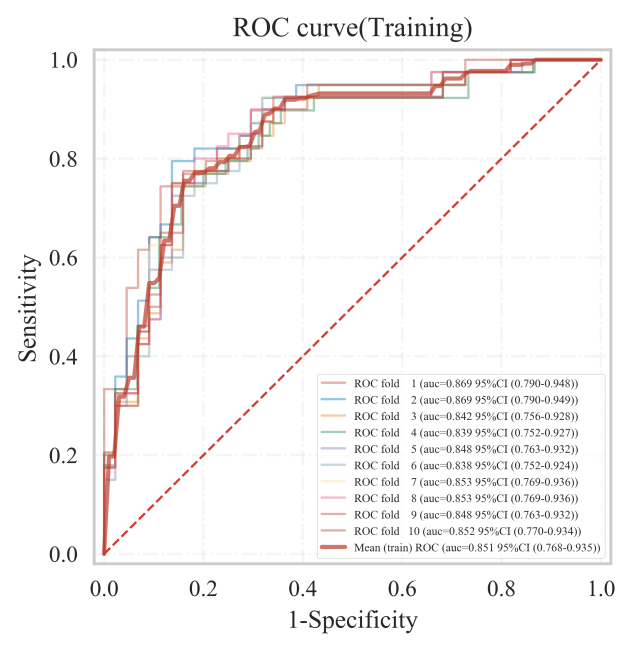 ROC curve(Training)
1.0
0.8
0.6
0.4
0.2
0.0
Sensitivity
ROC fold 1 (auc=0.869 95%CI (0.790-0.948))
ROC fold 2 (auc=0.869 95%CI (0.790-0.949))
ROC fold 3 (auc=0.842 95%CI (0.756-0.928))
ROC fold 4 (auc=0.839 95%CI (0.752-0.927))
ROC fold 5 (auc=0.848 95%CI (0.763-0.932))
ROC fold 6 (auc=0.838 95%CI (0.752-0.924))
ROC fold 7 (auc=0.853 95%CI (0.769-0.936))
ROC fold 8 (auc=0.853 95%CI (0.769-0.936))
ROC fold 9 (auc=0.848 95%CI (0.763-0.932))
ROC fold 10 (auc=0.852 95%CI (0.770-0.934))
Mean (train) ROC (auc=0.851 95%CI (0.768-0.935))
0.0 0.2 0.4 0.6 0.8 1.0
1-Specificity